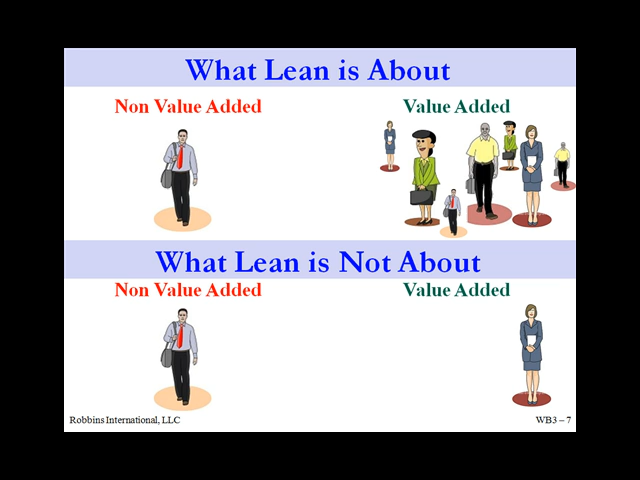 What Lean is About
Non Value Added Value Added
What Lean is Not About
Non Value Added Value Added
Robbins International, LLC WB3 – 7